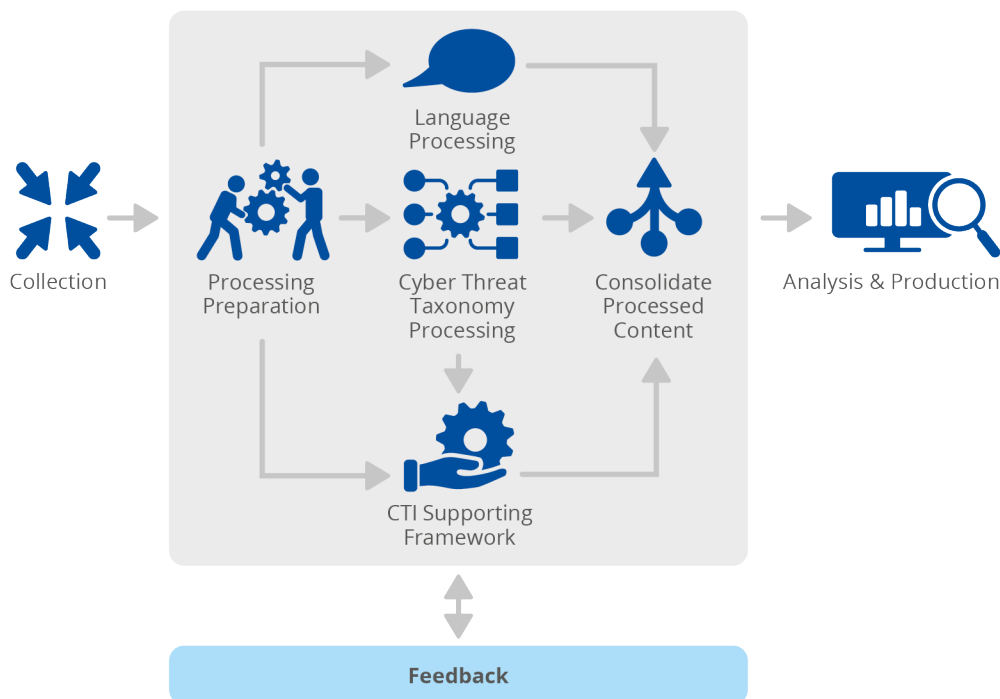 Language
Processing
Collection
Processing
Preparation
Cyber Threat
Taxonomy
Processing
Consolidate
Processed
Content
Analysis & Production
CTI Supporting
Framework
Feedback